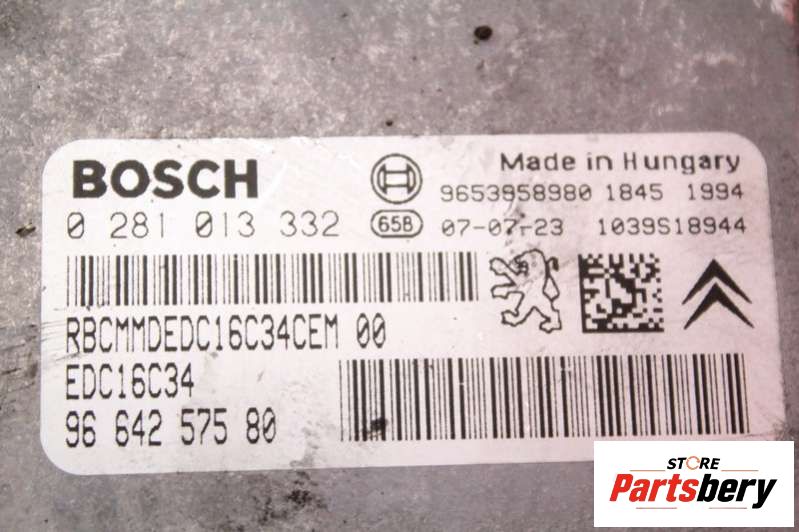 BOSCH
Made in Hungary
9653958980 1845 1994
0 281 013 332 65B 07-07-23 1039S18944
RBCMMDEDC16C34CEM 00
EDC16C34
96 642 575 80
STORE
Partsbery